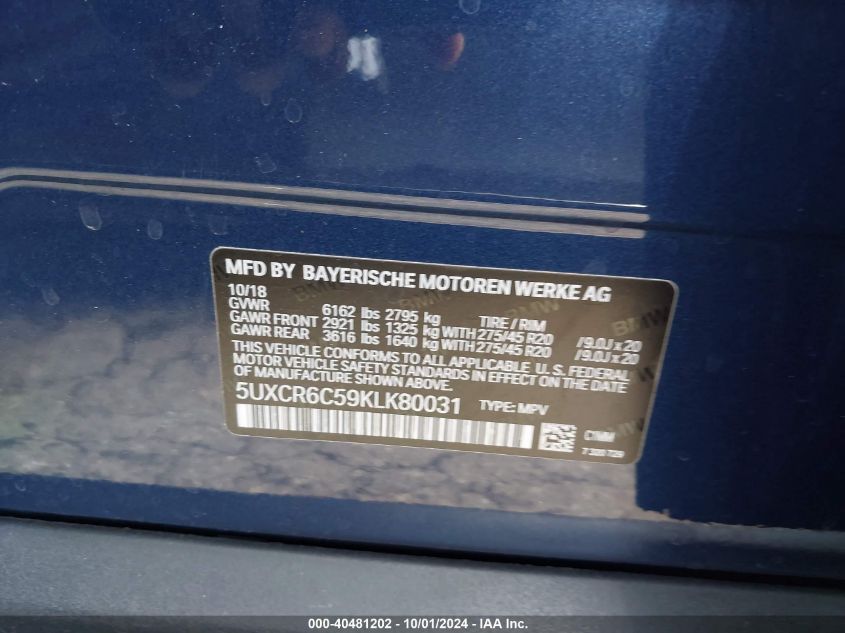 MFD BY BAYERISCHE MOTOREN WERKE AG
10/18
GVWR 6162 lbs 2795 kg TIRE / RIM
GAWR FRONT 2921 lbs 1325 kg WITH 275/45 R20 / 9.0J x 20
GAWR REAR 3616 lbs 1640 kg WITH 275/45 R20 / 9.0J x 20
THIS VEHICLE CONFORMS TO ALL APPLICABLE U.S. FEDERAL
MOTOR VEHICLE SAFETY STANDARDS IN EFFECT ON THE DATE
OF MANUFACTURE SHOWN ABOVE.
5UXCR6C59KLK80031 TYPE: MPV
000-40481202 - 10/01/2024 - IAA Inc.